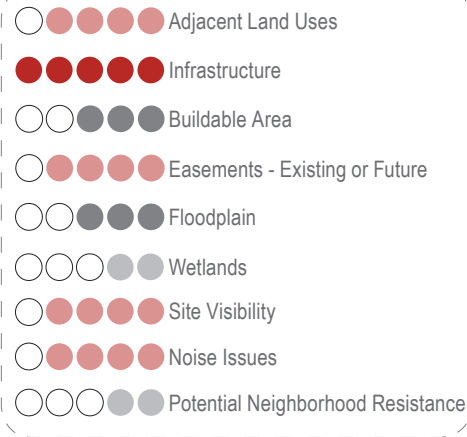 Adjacent Land Uses
Infrastructure
Buildable Area
Easements - Existing or Future
Floodplain
Wetlands
Site Visibility
Noise Issues
Potential Neighborhood Resistance